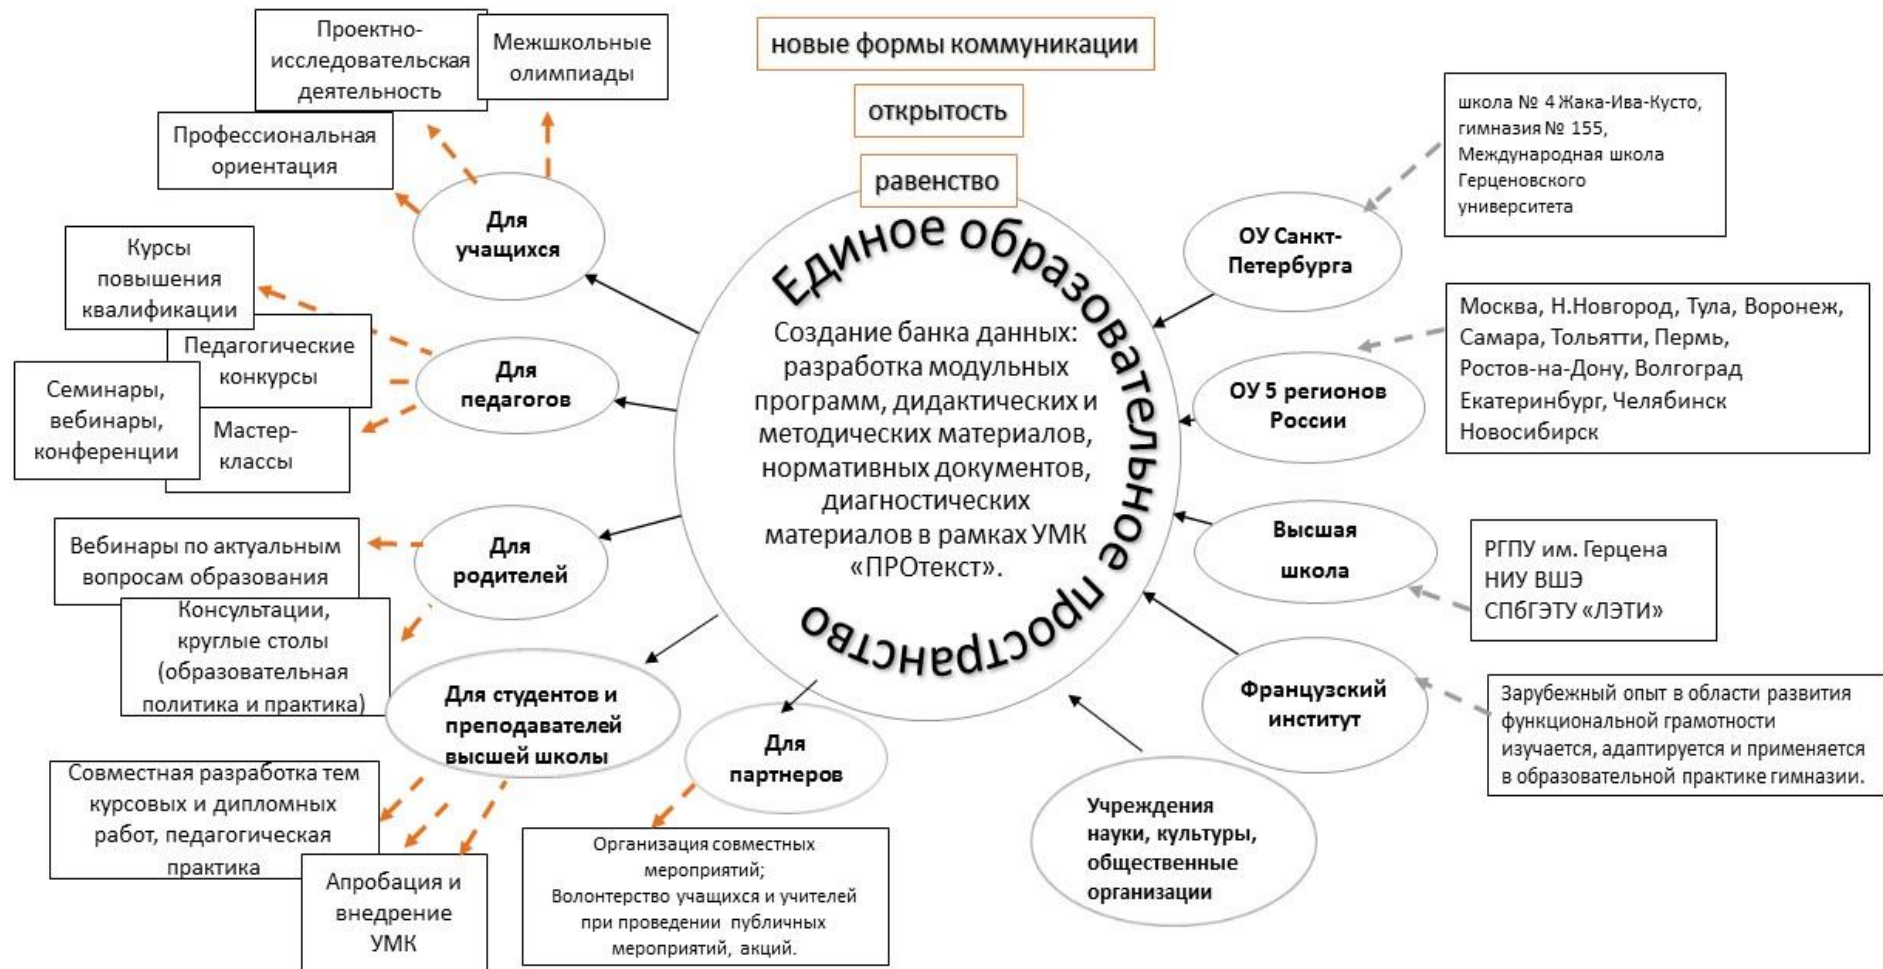 Проектно-
исследовательская
деятельность
Межшкольные
олимпиады
Профессиональная
ориентация
Для
учащихся
Курсы
повышения
квалификации
Педагогические
конкурсы
Семинары,
вебинары,
конференции
Мастер-
классы
Для
педагогов
Вебинары по актуальным
вопросам образования
Консультации,
круглые столы
(образовательная
политика и практика)
Для
родителей
Для студентов и
преподавателей
высшей школы
Совместная разработка тем
курсовых и дипломных
работ, педагогическая
практика
Апробация и
внедрение
УМК
Для
партнеров
Организация совместных
мероприятий;
Волонтерство учащихся и учителей
при проведении публичных
мероприятий, акций.
новые формы коммуникации
открытость
равенство
Единое образовательное пространство
Создание банка данных:
разработка модульных
программ, дидактических и
методических материалов,
нормативных документов,
диагностических
материалов в рамках УМК
«ПРОтекст».
ОУ Санкт-
Петербурга
школа № 4 Жака-Ива-Кусто,
гимназия № 155,
Международная школа
Герценовского
университета
ОУ 5 регионов
России
Москва, Н.Новгород, Тула, Воронеж,
Самара, Тольятти, Пермь,
Ростов-на-Дону, Волгоград
Екатеринбург, Челябинск
Новосибирск
Высшая
школа
РГПУ им. Герцена
НИУ ВШЭ
СПбГЭТУ «ЛЭТИ»
Французский
институт
Зарубежный опыт в области развития
функциональной грамотности
изучается, адаптируется и применяется
в образовательной практике гимназии.
Учреждения
науки, культуры,
общественные
организации